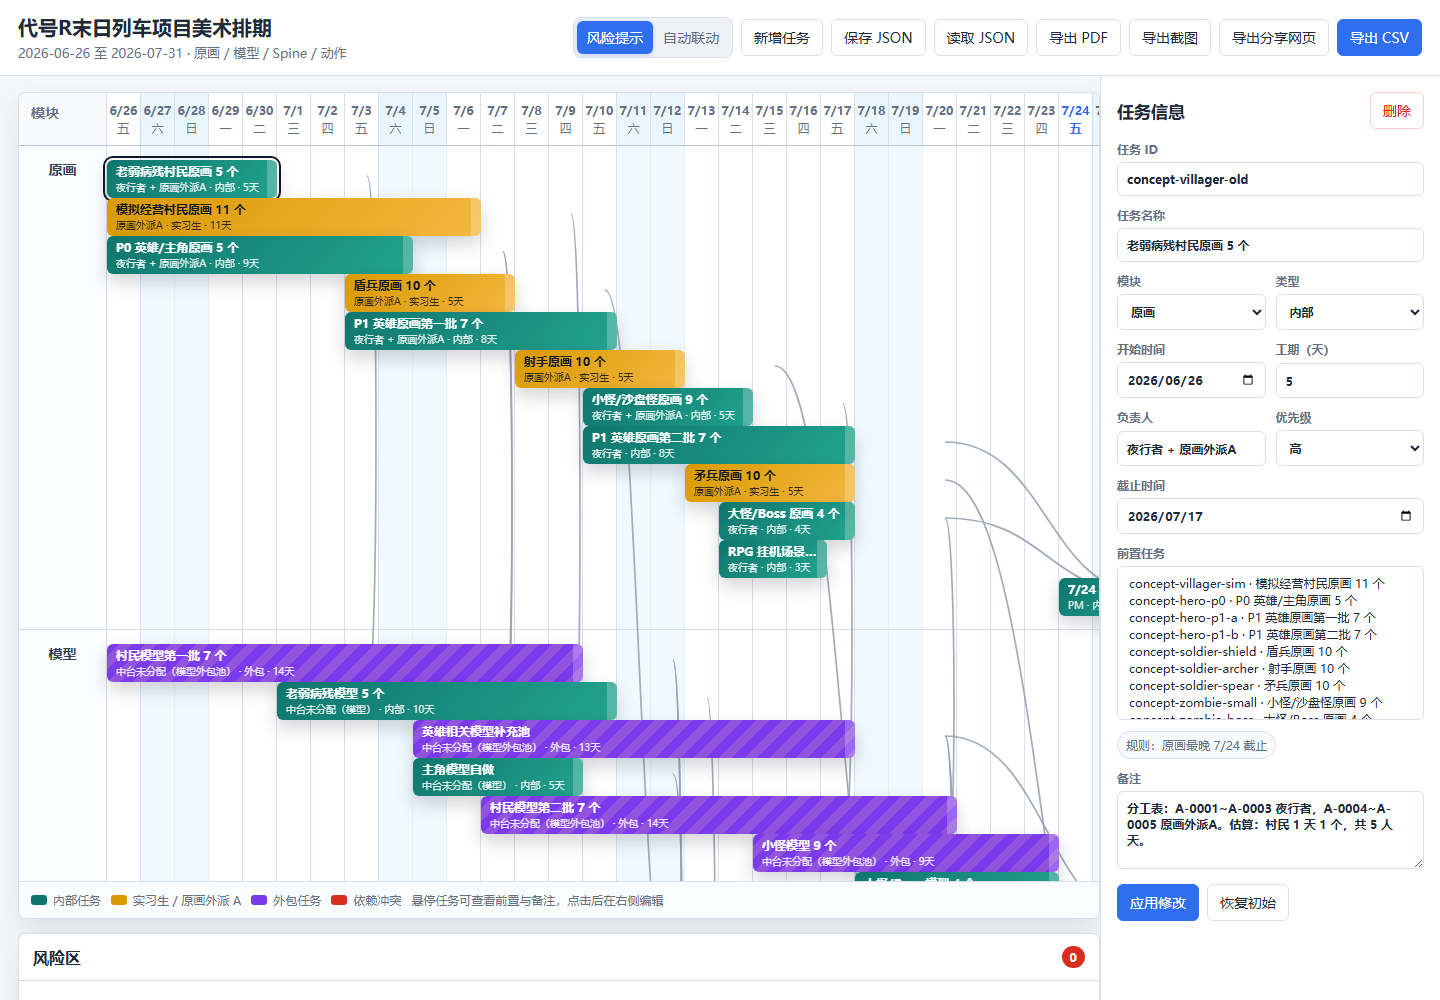 代号R末日列车项目美术排期
2026-06-26 至 2026-07-31 · 原画 / 模型 / Spine / 动作
风险提示
自动联动
新增任务
保存 JSON
读取 JSON
导出 PDF
导出截图
导出分享网页
导出 CSV
模块
6/26 6/27 6/28 6/29 6/30 7/1 7/2 7/3 7/4 7/5 7/6 7/7 7/8 7/9 7/10 7/11 7/12 7/13 7/14 7/15 7/16 7/17 7/18 7/19 7/20 7/21 7/22 7/23 7/24
五 六 日 一 二 三 四 五 六 日 一 二 三 四 五 六 日 一 二 三 四 五 六 日 一 二 三 四 五
原画
老弱病残村民原画 5 个
夜行者 + 原画外派A · 内部 · 5天
模拟经营村民原画 11 个
原画外派A · 实习生 · 11天
P0 英雄/主角原画 5 个
夜行者 + 原画外派A · 内部 · 9天
盾兵原画 10 个
原画外派A · 实习生 · 5天
P1 英雄原画第一批 7 个
夜行者 + 原画外派A · 内部 · 8天
射手原画 10 个
原画外派A · 实习生 · 5天
小怪/沙盘怪原画 9 个
夜行者 + 原画外派A · 内部 · 5天
P1 英雄原画第二批 7 个
夜行者 · 内部 · 8天
矛兵原画 10 个
原画外派A · 实习生 · 5天
大怪/Boss 原画 4 个
夜行者 · 内部 · 4天
RPG 挂机场景...
夜行者 · 内部 · 3天
7/24
PM · 内
模型
村民模型第一批 7 个
中台未分配（模型外包池） · 外包 · 14天
老弱病残模型 5 个
中台未分配（模型） · 内部 · 10天
英雄相关模型补充池
中台未分配（模型外包池） · 外包 · 13天
主角模型自做
中台未分配（模型） · 内部 · 5天
村民模型第二批 7 个
中台未分配（模型外包池） · 外包 · 14天
小怪模型 9 个
中台未分配（模型外包池） · 外包 · 9天
内部任务
实习生 / 原画外派 A
外包任务
依赖冲突
悬停任务可查看前置与备注，点击后在右侧编辑
风险区
0
任务信息
删除
任务 ID
concept-villager-old
任务名称
老弱病残村民原画 5 个
模块
类型
原画
内部
开始时间
工期（天）
2026/06/26
5
负责人
优先级
夜行者 + 原画外派A
高
截止时间
2026/07/17
前置任务
concept-villager-sim · 模拟经营村民原画 11 个
concept-hero-p0 · P0 英雄/主角原画 5 个
concept-hero-p1-a · P1 英雄原画第一批 7 个
concept-hero-p1-b · P1 英雄原画第二批 7 个
concept-soldier-shield · 盾兵原画 10 个
concept-soldier-archer · 射手原画 10 个
concept-soldier-spear · 矛兵原画 10 个
concept-zombie-small · 小怪/沙盘怪原画 9 个
规则：原画最晚 7/24 截止
备注
分工表：A-0001~A-0003 夜行者，A-0004~A-
0005 原画外派A。估算：村民 1 天 1 个，共 5 人
天。
应用修改
恢复初始